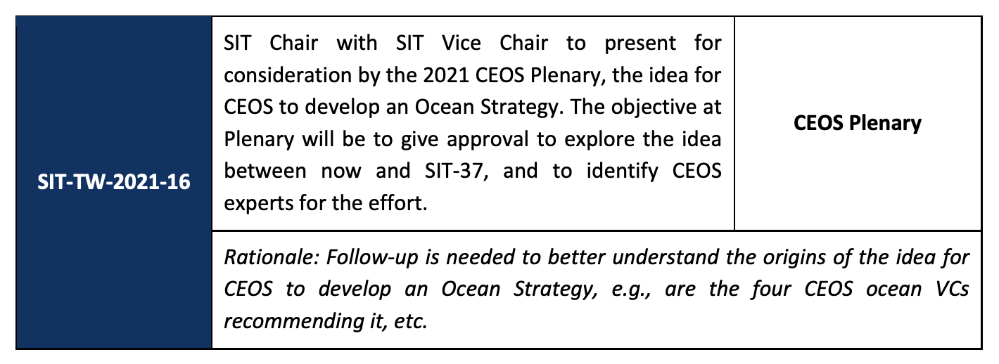 SIT-TW-2021-16
SIT Chair with SIT Vice Chair to present for
consideration by the 2021 CEOS Plenary, the idea for
CEOS to develop an Ocean Strategy. The objective at
Plenary will be to give approval to explore the idea
between now and SIT-37, and to identify CEOS
experts for the effort.
CEOS Plenary
Rationale: Follow-up is needed to better understand the origins of the idea for
CEOS to develop an Ocean Strategy, e.g., are the four CEOS ocean VCs
recommending it, etc.